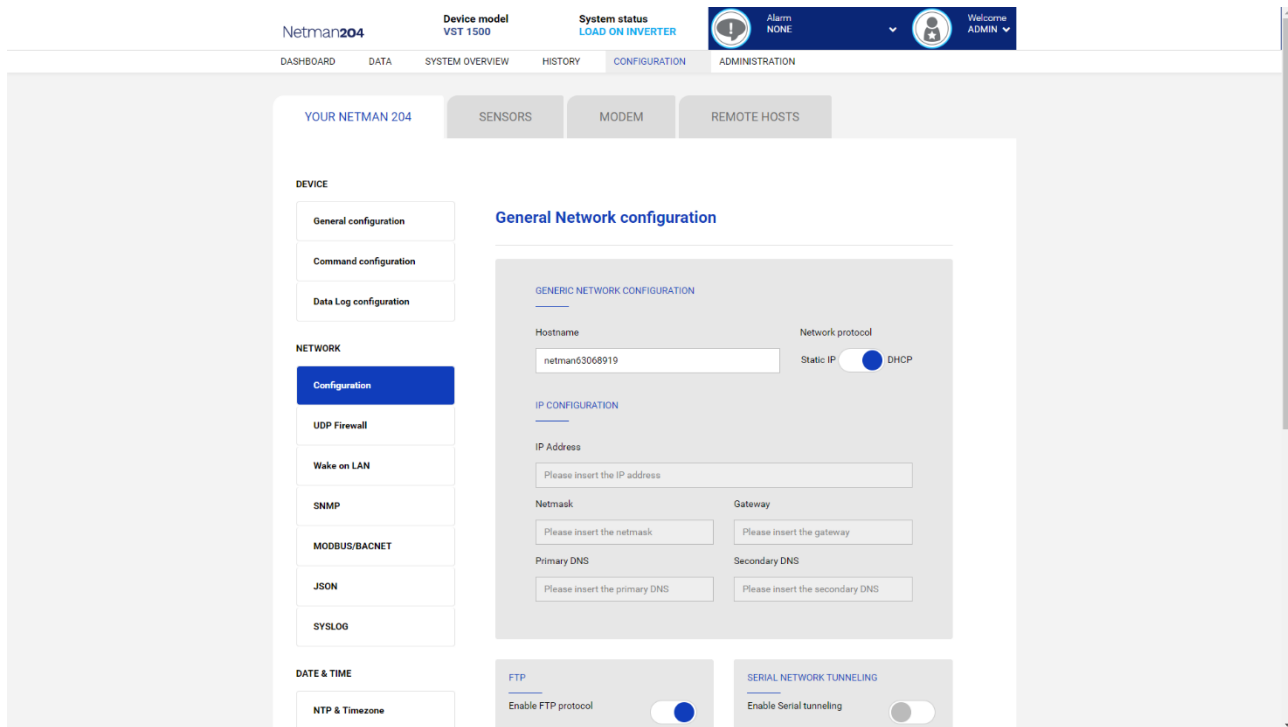 Netman204
Device model
VST 1500
System status
LOAD ON INVERTER
Alarm
NONE
Welcome
ADMIN
DASHBOARD DATA SYSTEM OVERVIEW HISTORY CONFIGURATION ADMINISTRATION
YOUR NETMAN 204 SENSORS MODEM REMOTE HOSTS
DEVICE
General configuration
Command configuration
Data Log configuration
NETWORK
Configuration
UDP Firewall
Wake on LAN
SNMP
MODBUS/BACNET
JSON
SYSLOG
DATE & TIME
NTP & Timezone
General Network configuration
GENERIC NETWORK CONFIGURATION
Hostname
netman63068919
Network protocol
Static IP DHCP
IP CONFIGURATION
IP Address
Please insert the IP address
Netmask Gateway
Please insert the netmask Please insert the gateway
Primary DNS Secondary DNS
Please insert the primary DNS Please insert the secondary DNS
FTP
Enable FTP protocol
SERIAL NETWORK TUNNELING
Enable Serial tunneling